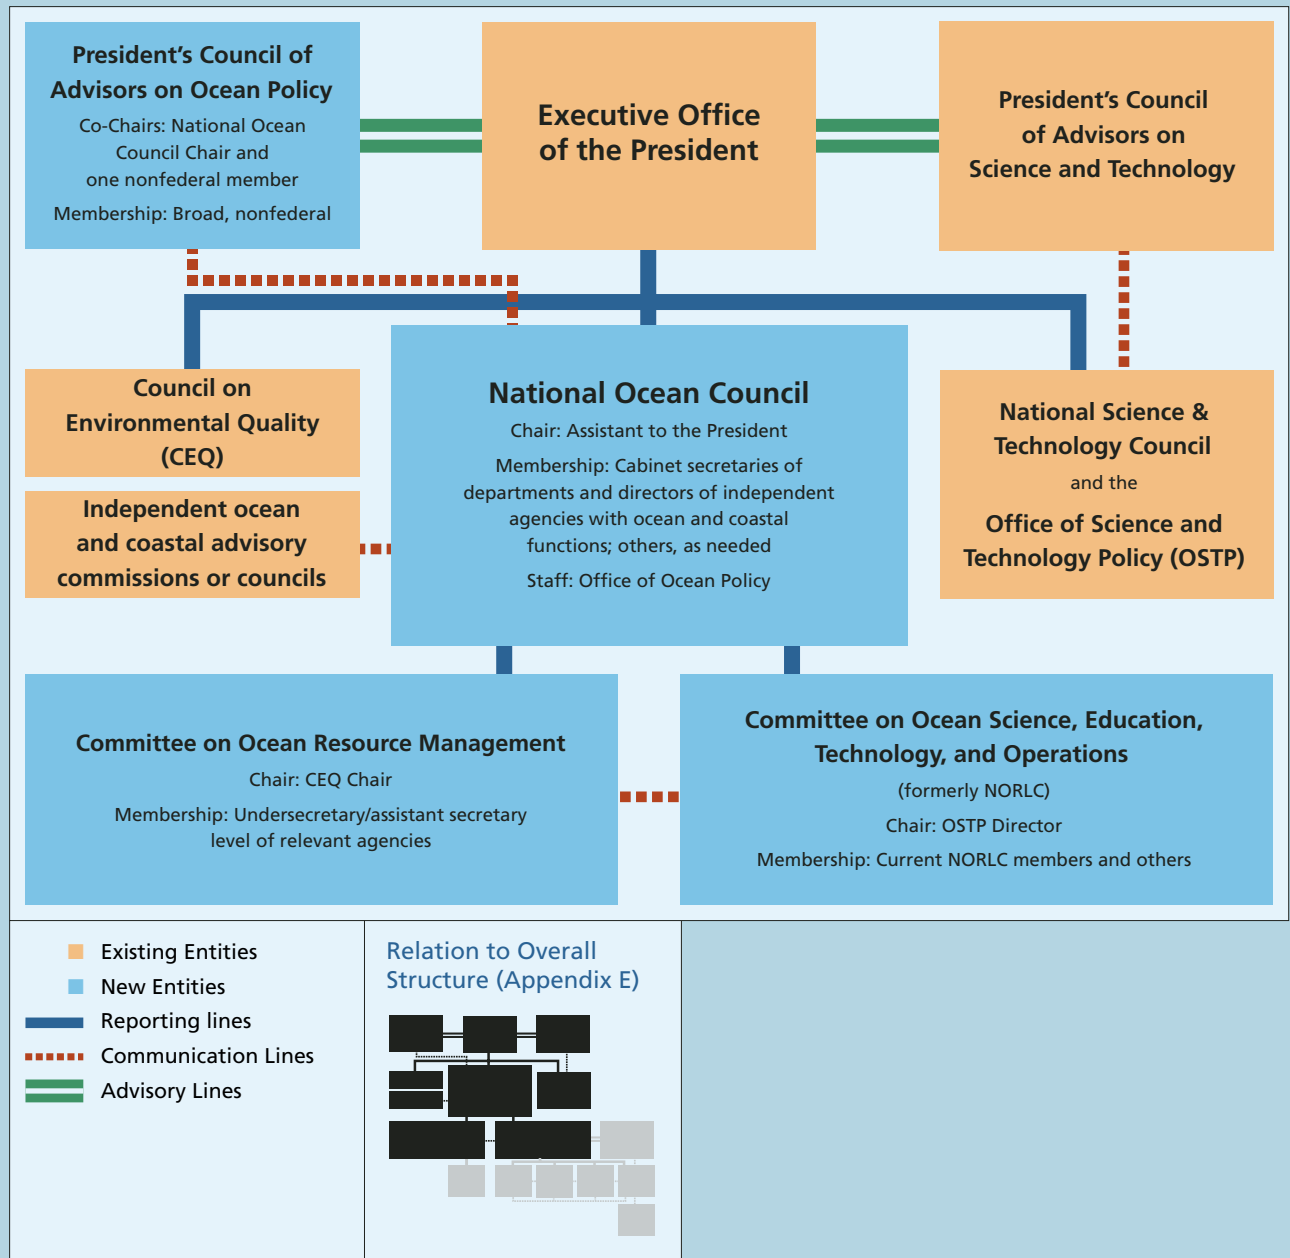 President's Council of
Advisors on Ocean Policy
Co-Chairs: National Ocean
Council Chair and
one nonfederal member
Membership: Broad, nonfederal
Executive Office
of the President
President's Council
of Advisors on
Science and Technology
Council on
Environmental Quality
(CEQ)
Independent ocean
and coastal advisory
commissions or councils
National Ocean Council
Chair: Assistant to the President
Membership: Cabinet secretaries of
departments and directors of independent
agencies with ocean and coastal
functions; others, as needed
Staff: Office of Ocean Policy
National Science &
Technology Council
and the
Office of Science and
Technology Policy (OSTP)
Committee on Ocean Resource Management
Chair: CEQ Chair
Membership: Undersecretary/assistant secretary
level of relevant agencies
Committee on Ocean Science, Education,
Technology, and Operations
(formerly NORLC)
Chair: OSTP Director
Membership: Current NORLC members and others
Existing Entities
New Entities
Reporting lines
Communication Lines
Advisory Lines
Relation to Overall
Structure (Appendix E)